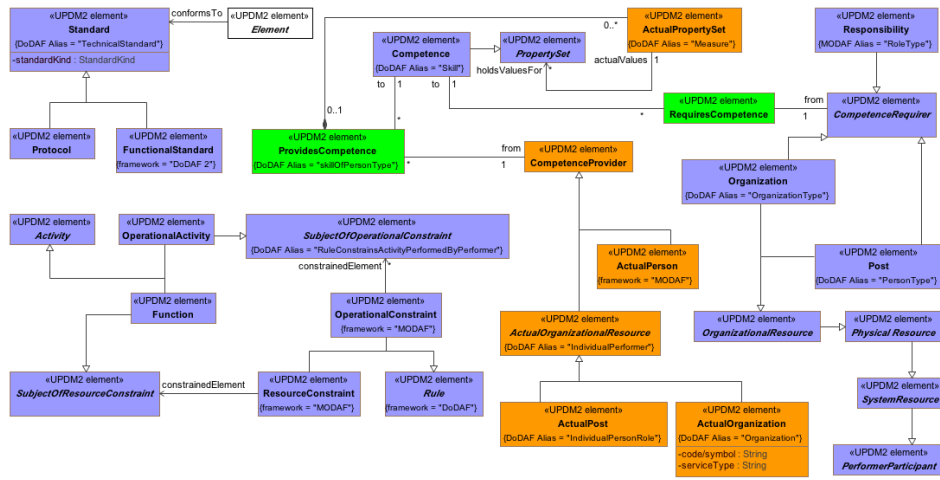 «UPDM2 element»
Standard
{DoDAF Alias = "TechnicalStandard"
-standardKind : StandardKind
conformsTo
«UPDM2 element»
Element
«UPDM2 element»
Protocol
«UPDM2 element»
FunctionalStandard
{framework = "DoDAF 2"}
«UPDM2 element»
Competence
{DoDAF Alias = "Skill"}
to
1
to
1
«UPDM2 element»
PropertySet
holdsValuesFor
*
0..*
«UPDM2 element»
ActualPropertySet
{DoDAF Alias = "Measure"}
actualValues
1
«UPDM2 element»
Responsibility
{MODAF Alias = "RoleType"}
0..1
*
«UPDM2 element»
ProvidesCompetence
{DoDAF Alias = "skillOfPersonType"}
*
from
1
«UPDM2 element»
CompetenceProvider
*
«UPDM2 element»
RequiresCompetence
from
1
«UPDM2 element»
CompetenceRequirer
«UPDM2 element»
Organization
{DoDAF Alias = "OrganizationType"}
«UPDM2 element»
Activity
«UPDM2 element»
OperationalActivity
«UPDM2 element»
SubjectOfOperationalConstraint
{DoDAF Alias = "RuleConstrainsActivityPerformedByPerformer"}
constrainedElement
*
«UPDM2 element»
ActualPerson
{framework = "MODAF"}
«UPDM2 element»
Post
{DoDAF Alias = "PersonType"}
«UPDM2 element»
Function
«UPDM2 element»
OperationalConstraint
{framework = "MODAF"}
«UPDM2 element»
ActualOrganizationalResource
{DoDAF Alias = "IndividualPerformer"}
«UPDM2 element»
OrganizationalResource
«UPDM2 element»
Physical Resource
«UPDM2 element»
SubjectOfResourceConstraint
constrainedElement
«UPDM2 element»
ResourceConstraint
{framework = "MODAF"}
«UPDM2 element»
Rule
{framework = "DoDAF"}
«UPDM2 element»
SystemResource
«UPDM2 element»
ActualPost
{DoDAF Alias = "IndividualPersonRole"}
«UPDM2 element»
ActualOrganization
{DoDAF Alias = "Organization"}
-code/symbol : String
-serviceType : String
«UPDM2 element»
PerformerParticipant